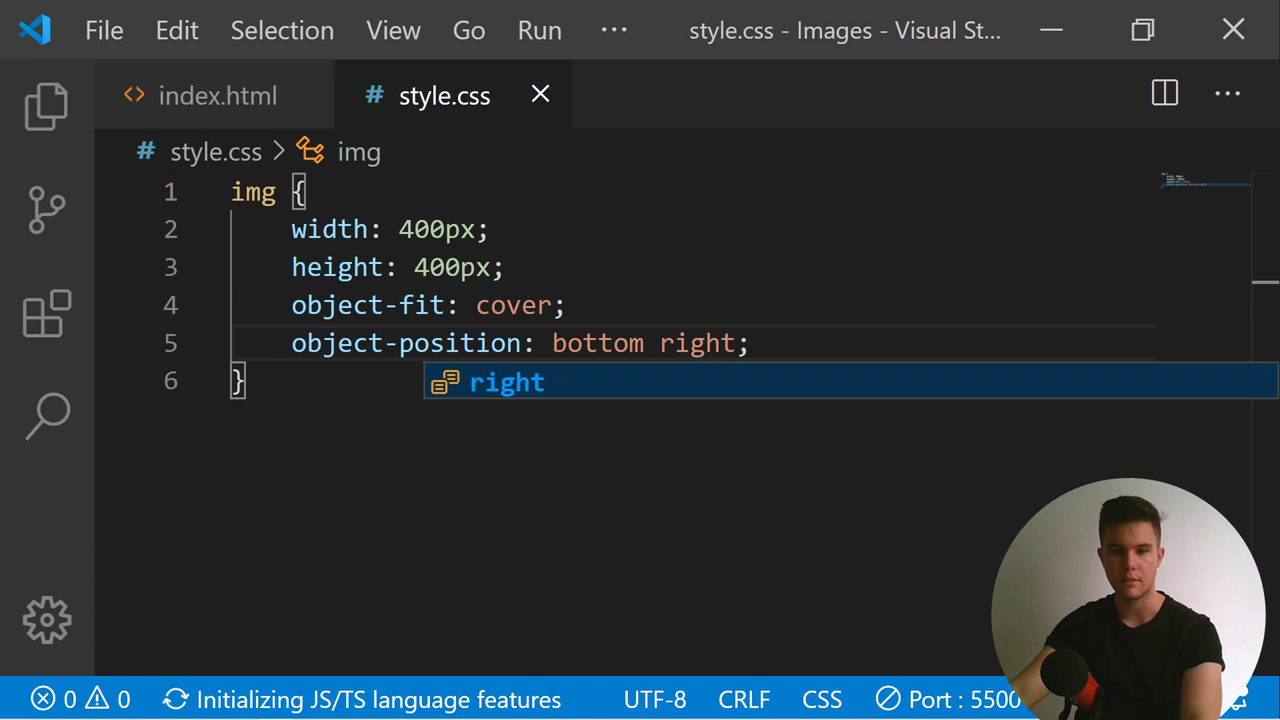 File Edit Selection View Go Run ··· style.css - Images - Visual St...
index.html # style.css
# style.css > img
1 img {
2 width: 400px;
3 height: 400px;
4 object-fit: cover;
5 object-position: bottom right;
6 }
right
0 0 Initializing JS/TS language features UTF-8 CRLF CSS Port : 5500